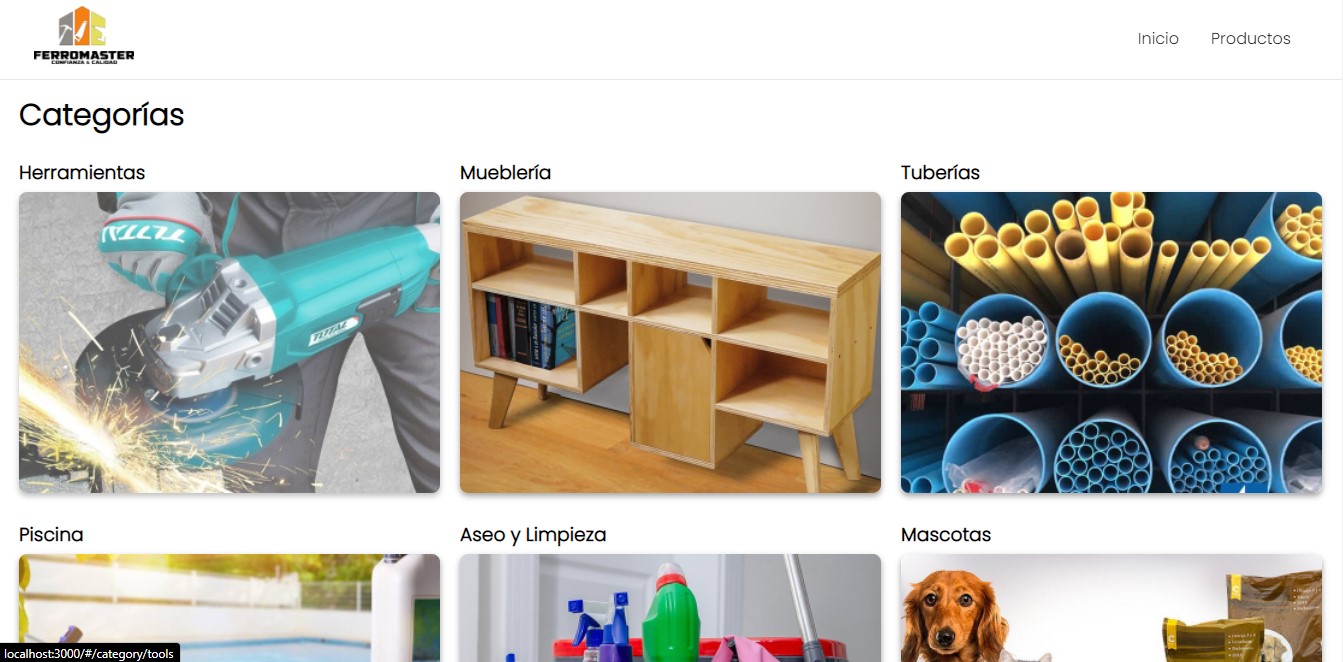 FERROMASTER
CONFIANZA & CALIDAD
Inicio
Productos
Categorías
Herramientas
Mueblería
Tuberías
TOTAL
TOTAL
Piscina
Aseo y Limpieza
Mascotas
localhost:3000/#/category/tools